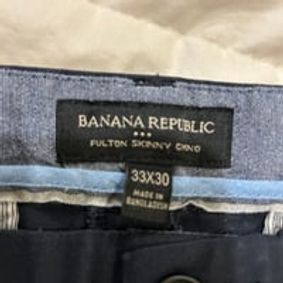 BANANA REPUBLIC
FULTON SKINNY CHINO
33X30
MADE IN
BANGLADESH